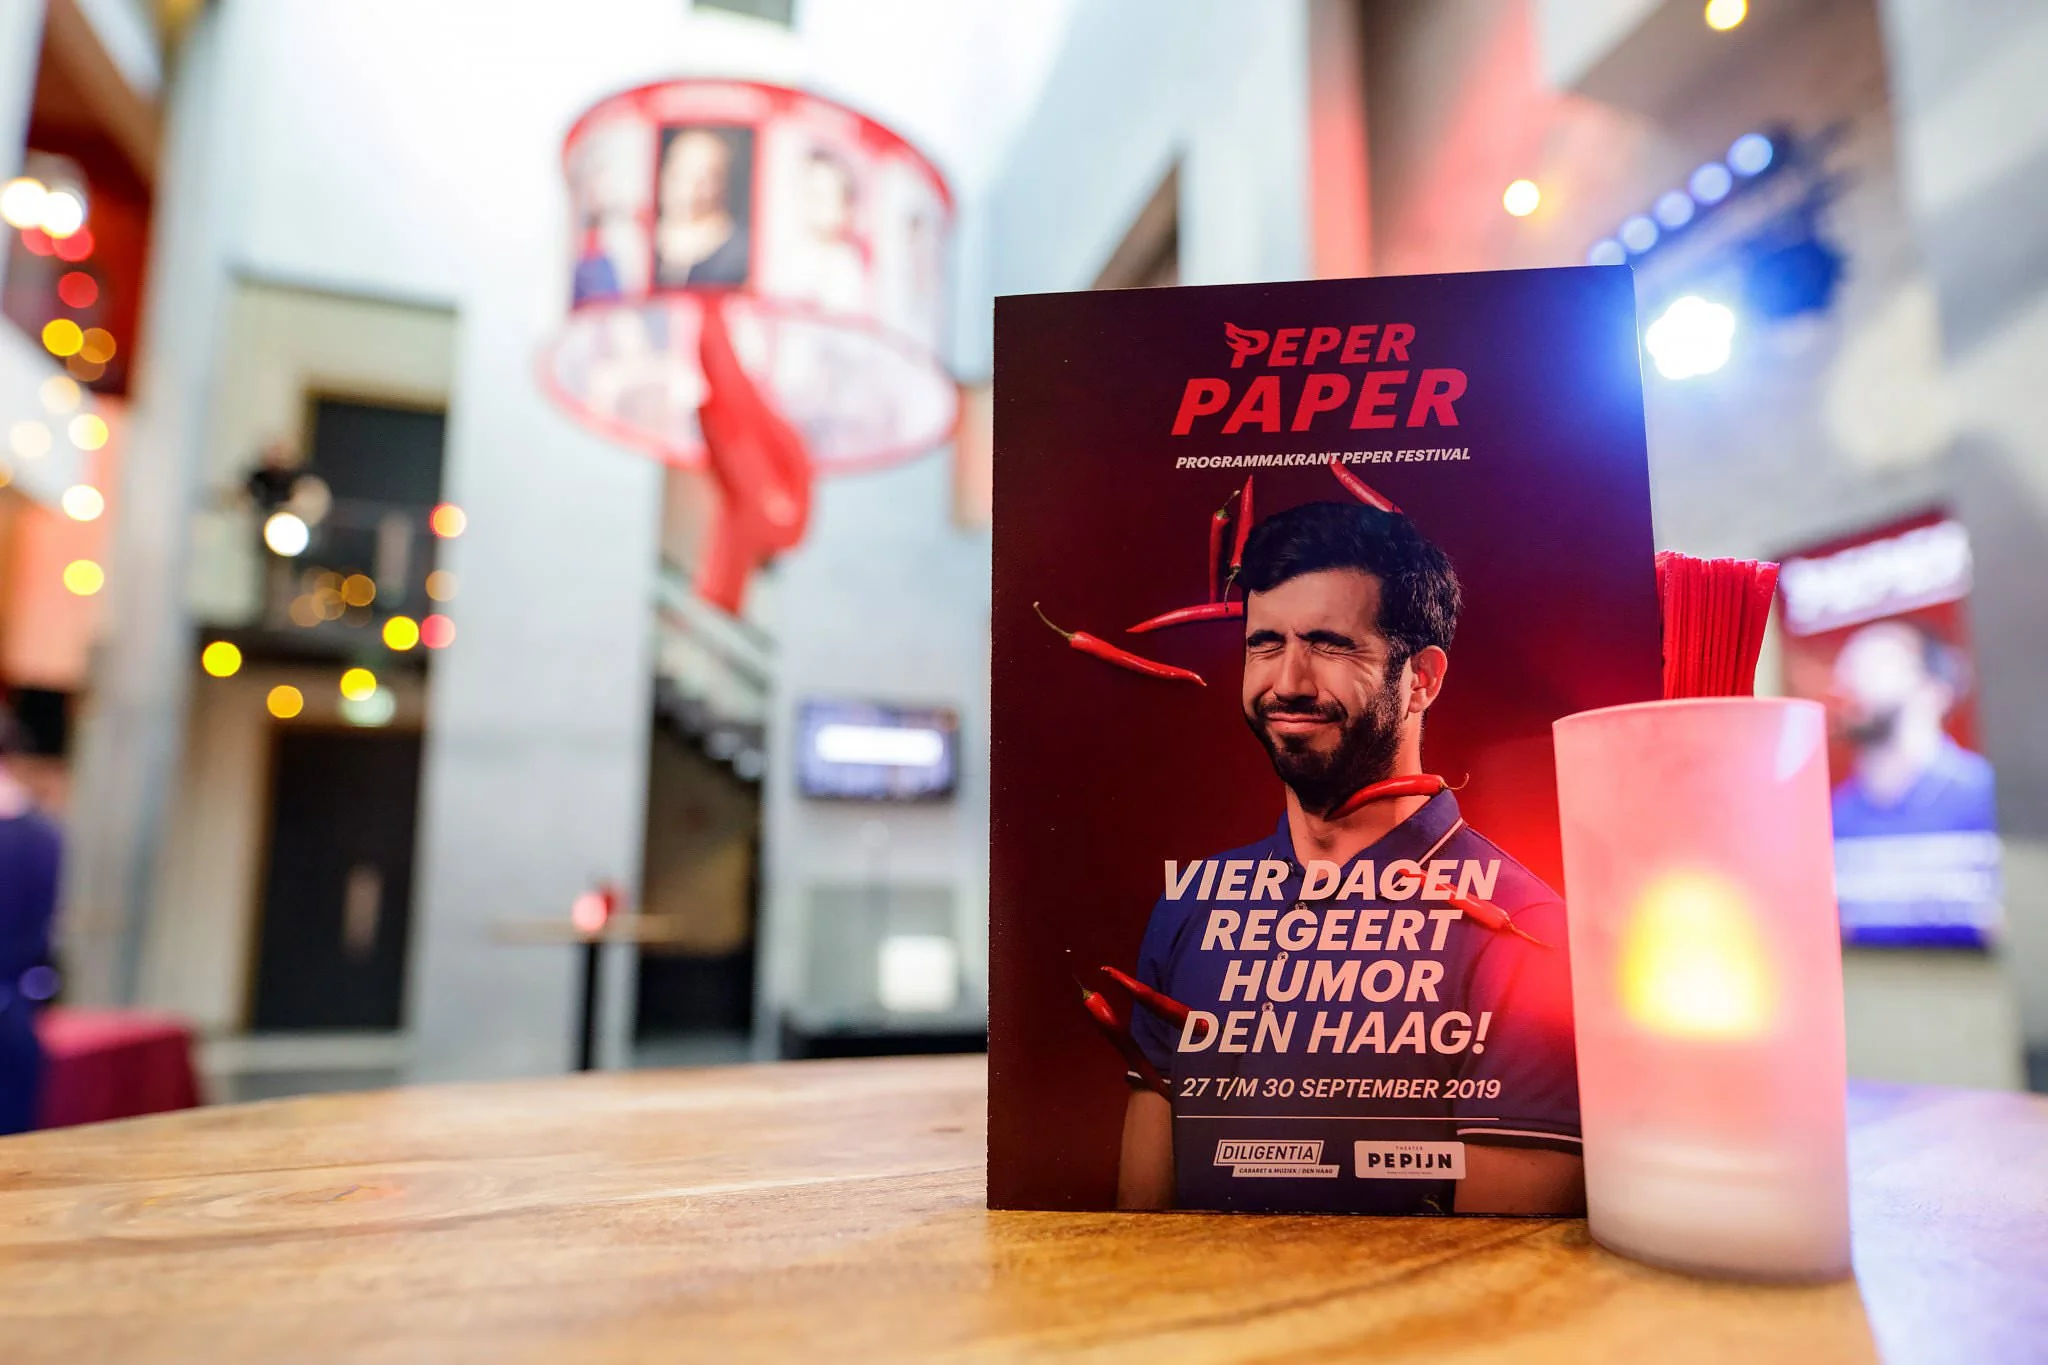 PEPER
PAPER
PROGRAMMAKRANT PEPER FESTIVAL
VIER DAGEN
REGEERT
HUMOR
DEN HAAG!
27 T/M 30 SEPTEMBER 2019
DILIGENTIA
CABARET & MUZIEK / DEN HAAG
THEATER
PEPIJN